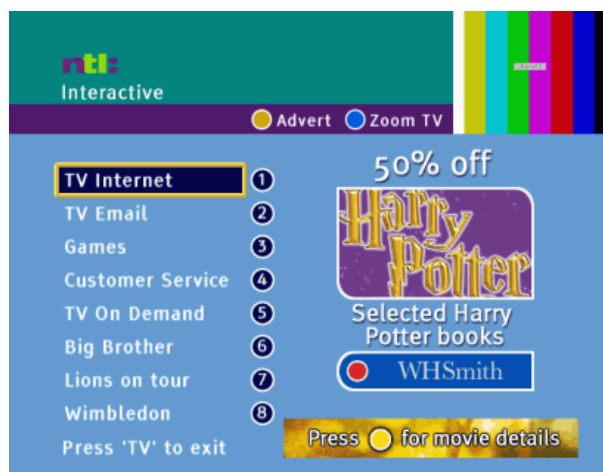 ntl:
Interactive
Advert Zoom TV
TV Internet 1
TV Email 2
Games 3
Customer Service 4
TV On Demand 5
Big Brother 6
Lions on tour 7
Wimbledon 8
Press 'TV' to exit
50% off
Harry
Potter
Selected Harry
Potter books
WHSmith
Press for movie details